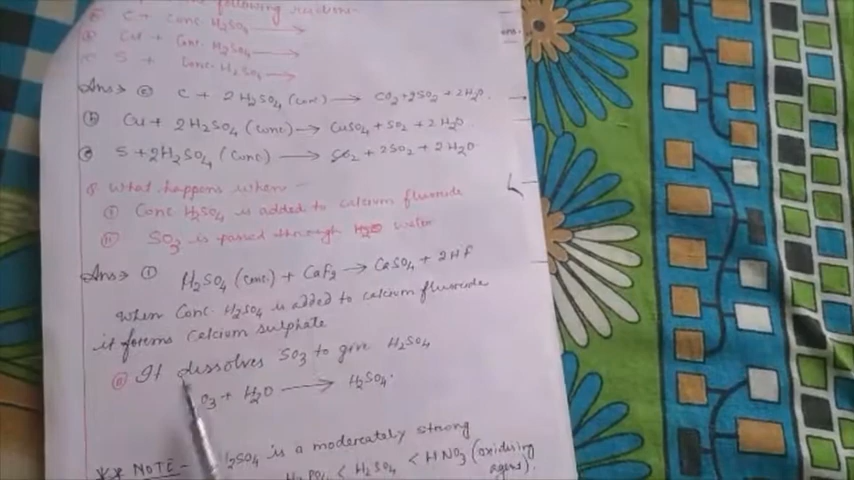 the following reaction-
C + Conc. H₂SO₄ ⟶
Cu + Conc. H₂SO₄ ⟶
S + Conc. H₂SO₄ ⟶
Ans→ C + 2H₂SO₄ (conc) ⟶ CO₂+2SO₂+2H₂O.
(b) Cu + 2H₂SO₄ (conc) ⟶ CuSO₄ + SO₂ + 2H₂O
S+2H₂SO₄ (conc) ⟶ + 2SO₂ + 2H₂O
What happens when -
(i) Conc. H₂SO₄ is added to calcium fluoride
(ii) SO₃ is passed through water
Ans→ (i) H₂SO₄ (conc) + CaF₂ → CaSO₄ + 2HF
When Conc. H₂SO₄ is added to calcium fluoride
it forms Calcium sulphate
(ii) It dissolves SO₃ to give H₂SO₄
O₃ + H₂O ⟶ H₂SO₄.
** NOTE - H₂SO₄ is a moderately strong
< H₂SO₄ < HNO₃ (oxidising
agents).